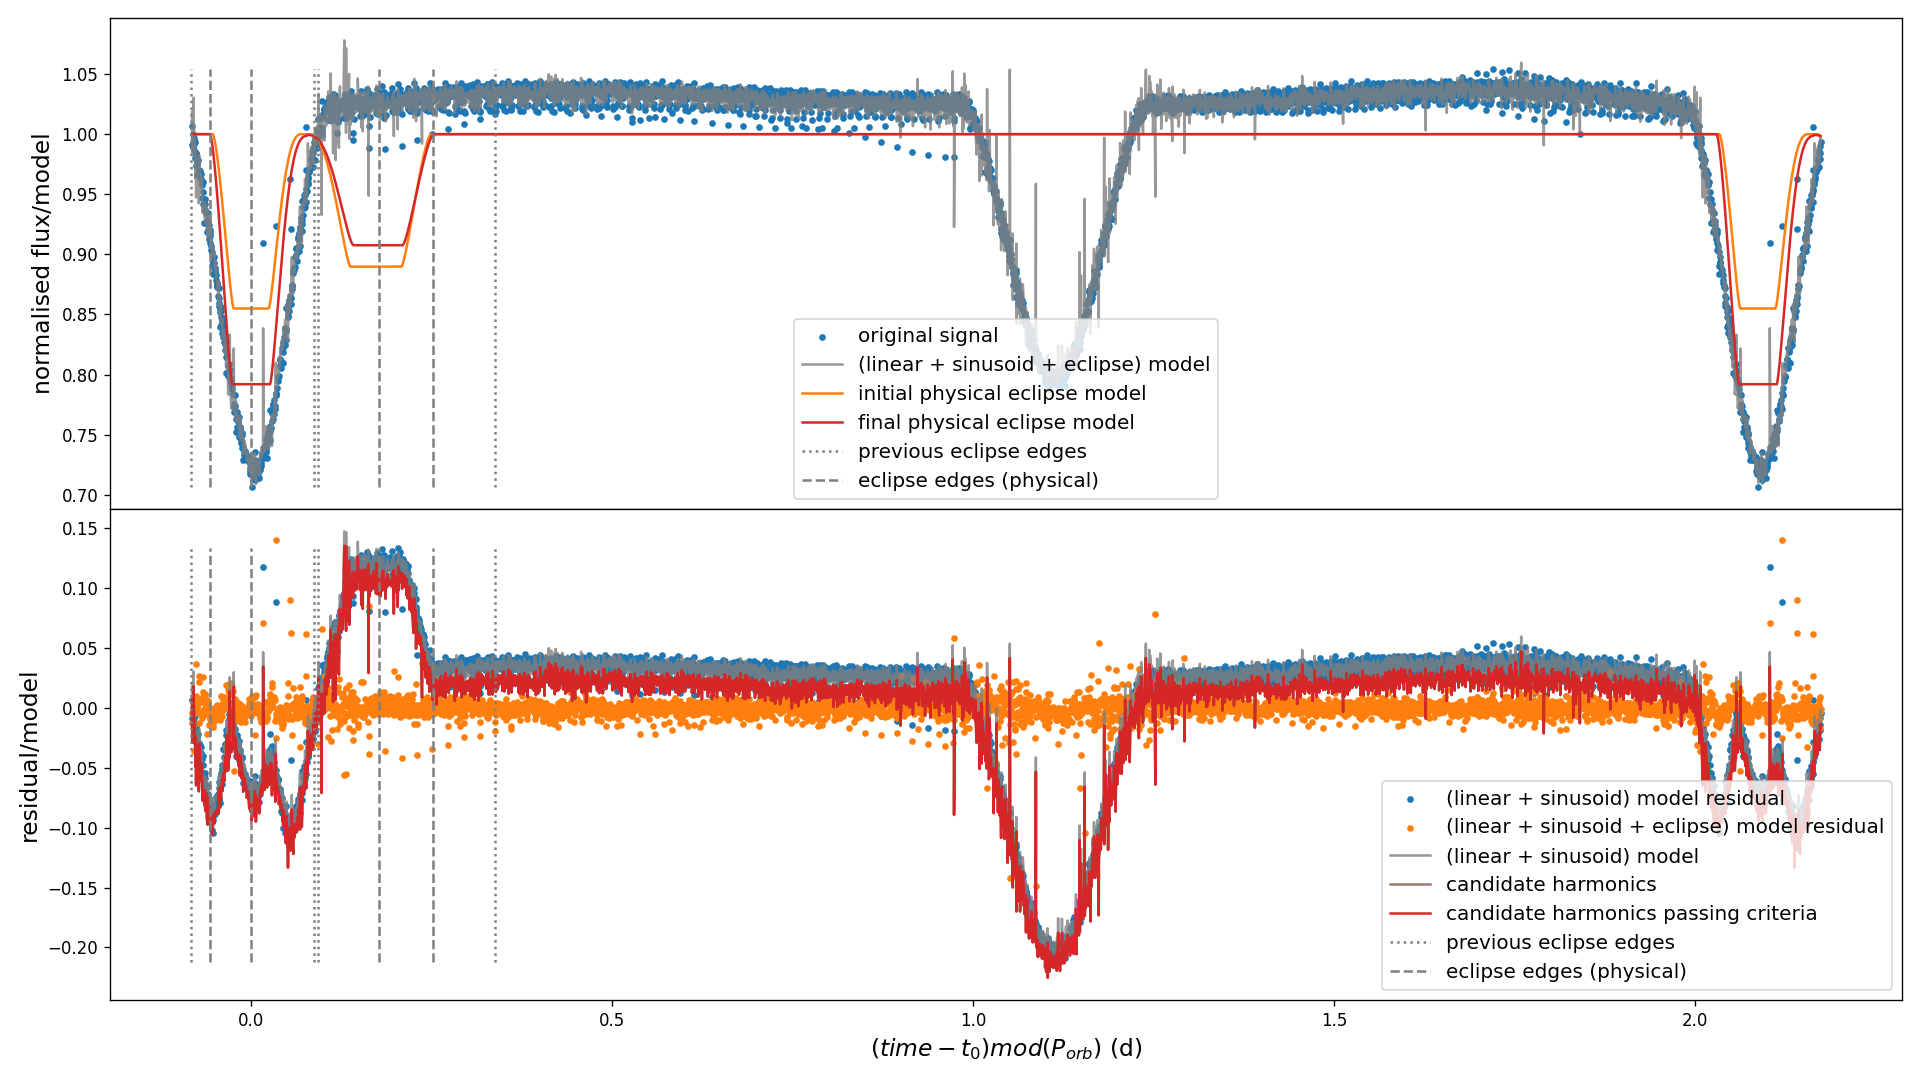 1.05
1.00
0.95
0.90
0.85
0.80
0.75
0.70
normalised flux/model
original signal
(linear + sinusoid + eclipse) model
initial physical eclipse model
final physical eclipse model
previous eclipse edges
eclipse edges (physical)
0.15
0.10
0.05
0.00
−0.05
−0.10
−0.15
−0.20
residual/model
(linear + sinusoid) model residual
(linear + sinusoid + eclipse) model residual
(linear + sinusoid) model
candidate harmonics
candidate harmonics passing criteria
previous eclipse edges
eclipse edges (physical)
0.0 0.5 1.0 1.5 2.0
(time − t₀)mod(P_orb) (d)